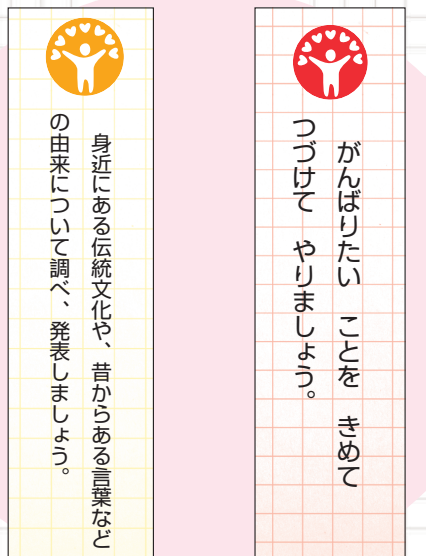 がんばりたい　ことを　きめて
つづけて　やりましょう。
身近にある伝統文化や、昔からある言葉など
の由来について調べ、発表しましょう。